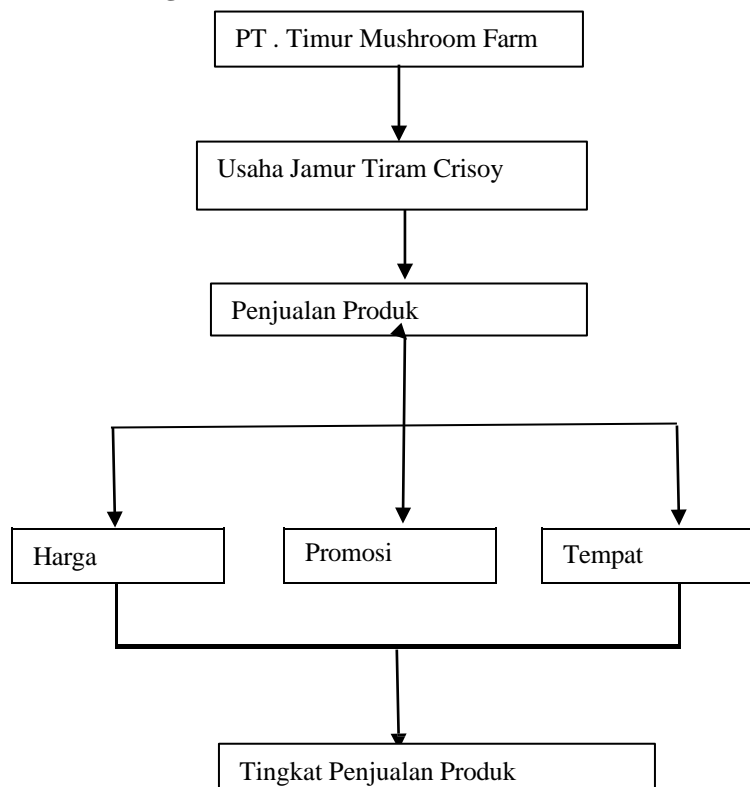 PT . Timur Mushroom Farm
Usaha Jamur Tiram Crisoy
Penjualan Produk
Harga
Promosi
Tempat
Tingkat Penjualan Produk